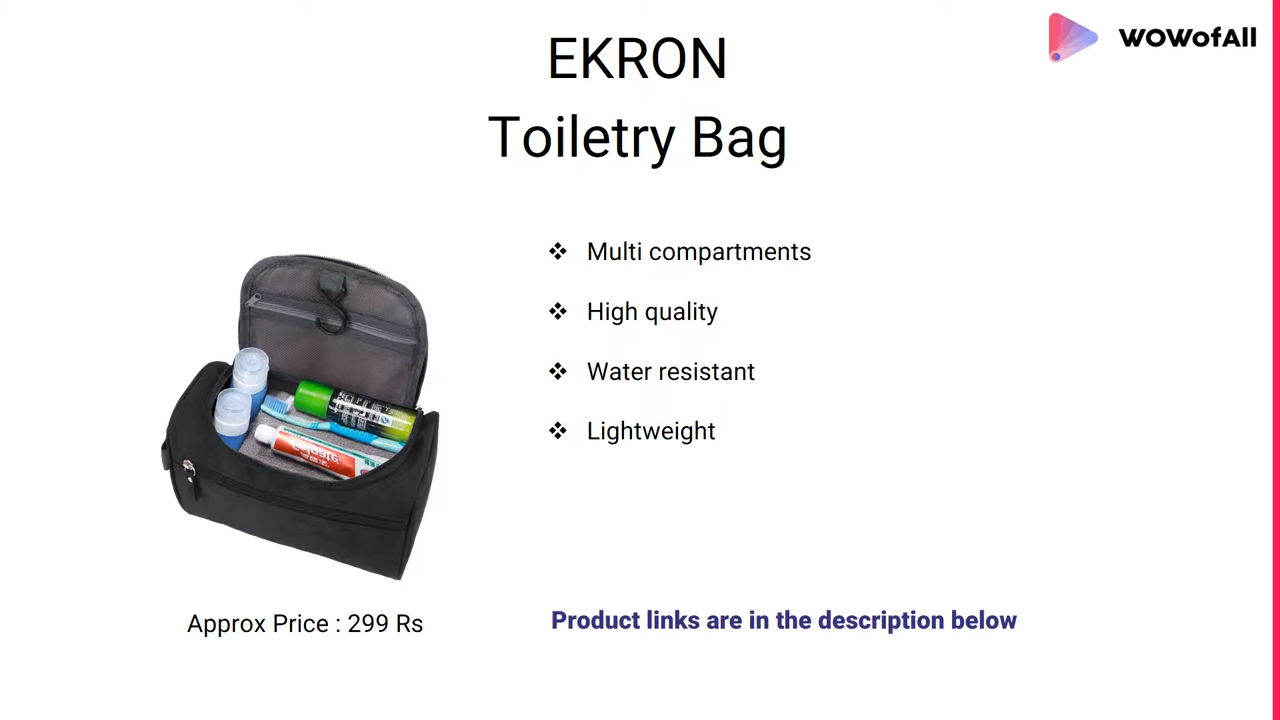 WOWofAll
EKRON
Toiletry Bag
Multi compartments
High quality
Water resistant
Lightweight
Colgate
Approx Price : 299 Rs
Product links are in the description below